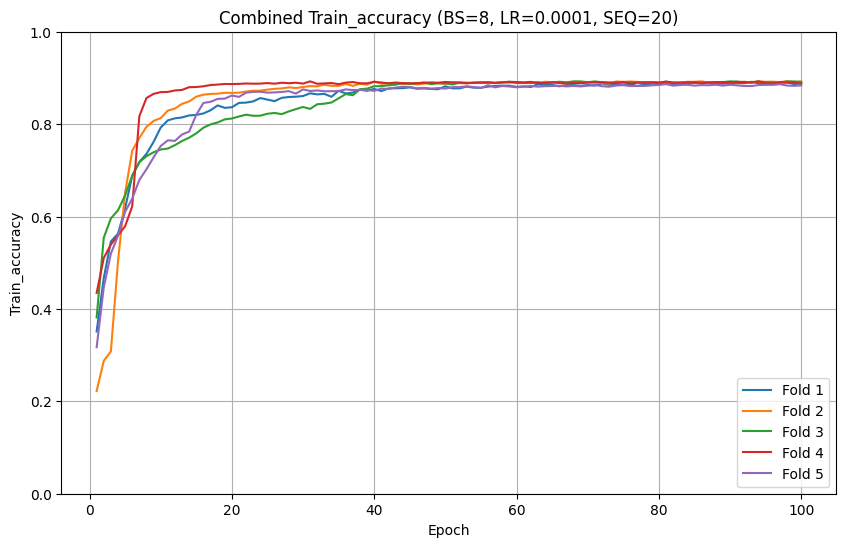 Combined Train_accuracy (BS=8, LR=0.0001, SEQ=20)
1.0
0.8
0.6
0.4
0.2
0.0
Train_accuracy
0 20 40 60 80 100
Epoch
Fold 1
Fold 2
Fold 3
Fold 4
Fold 5